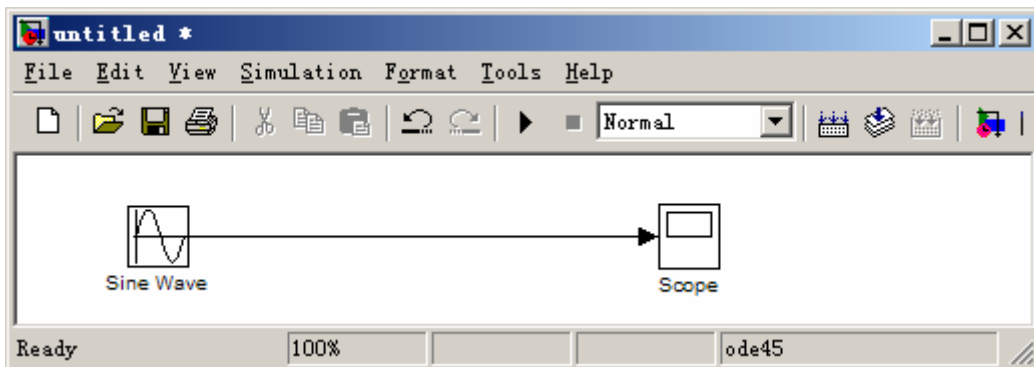 untitled *
File Edit View Simulation Format Tools Help
Normal
Sine Wave
Scope
Ready 100% ode45